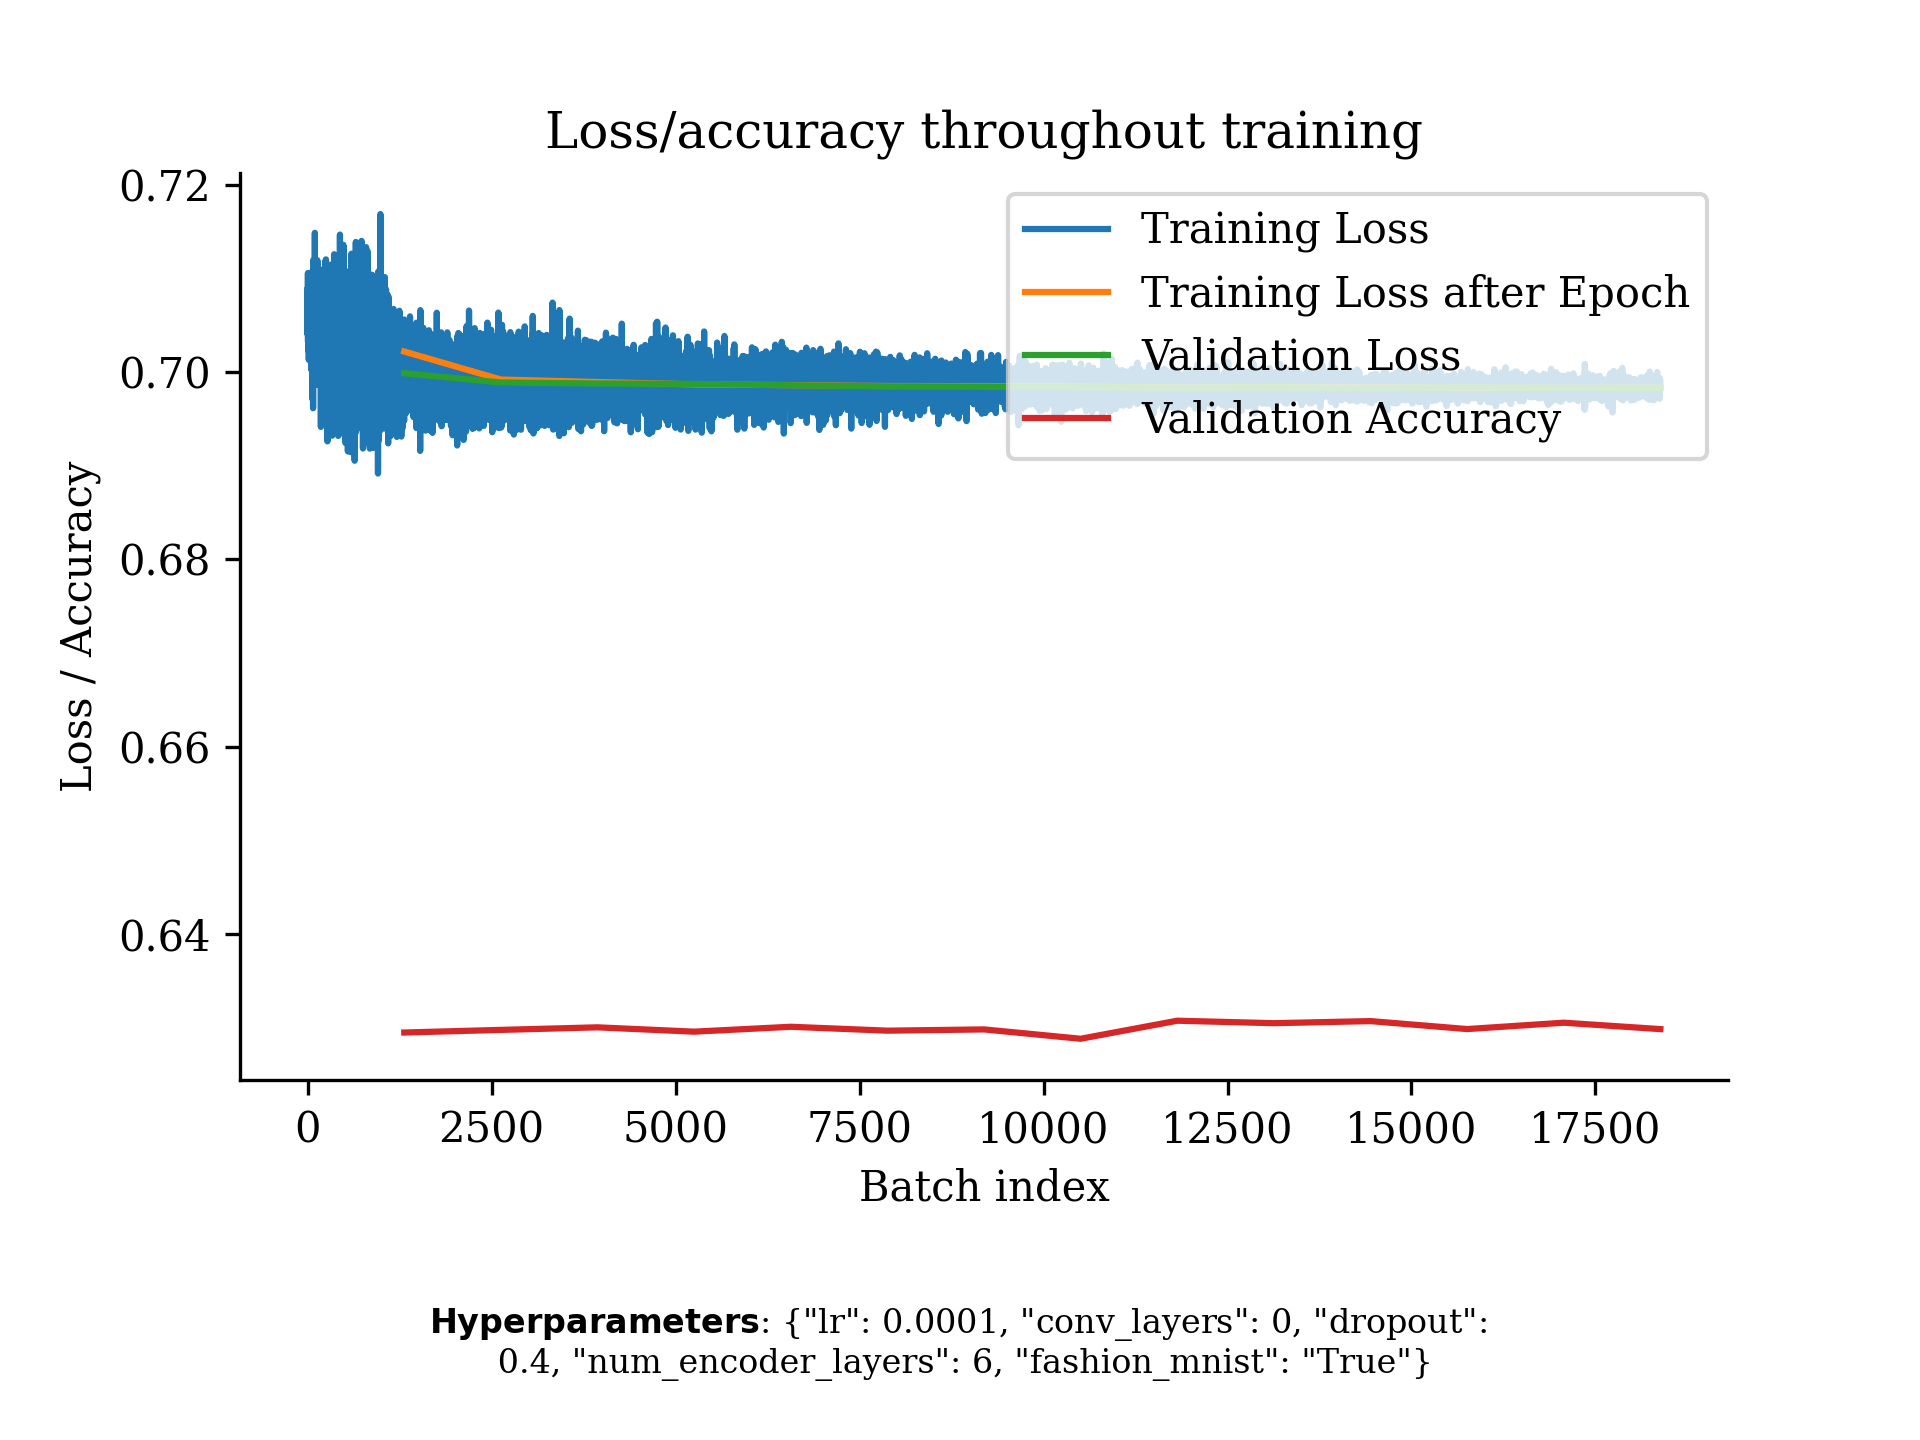 Loss/accuracy throughout training
0.72
0.70
0.68
0.66
0.64
Loss / Accuracy
Training Loss
Training Loss after Epoch
Validation Loss
Validation Accuracy
0 2500 5000 7500 10000 12500 15000 17500
Batch index
Hyperparameters: {"lr": 0.0001, "conv_layers": 0, "dropout":
0.4, "num_encoder_layers": 6, "fashion_mnist": "True"}